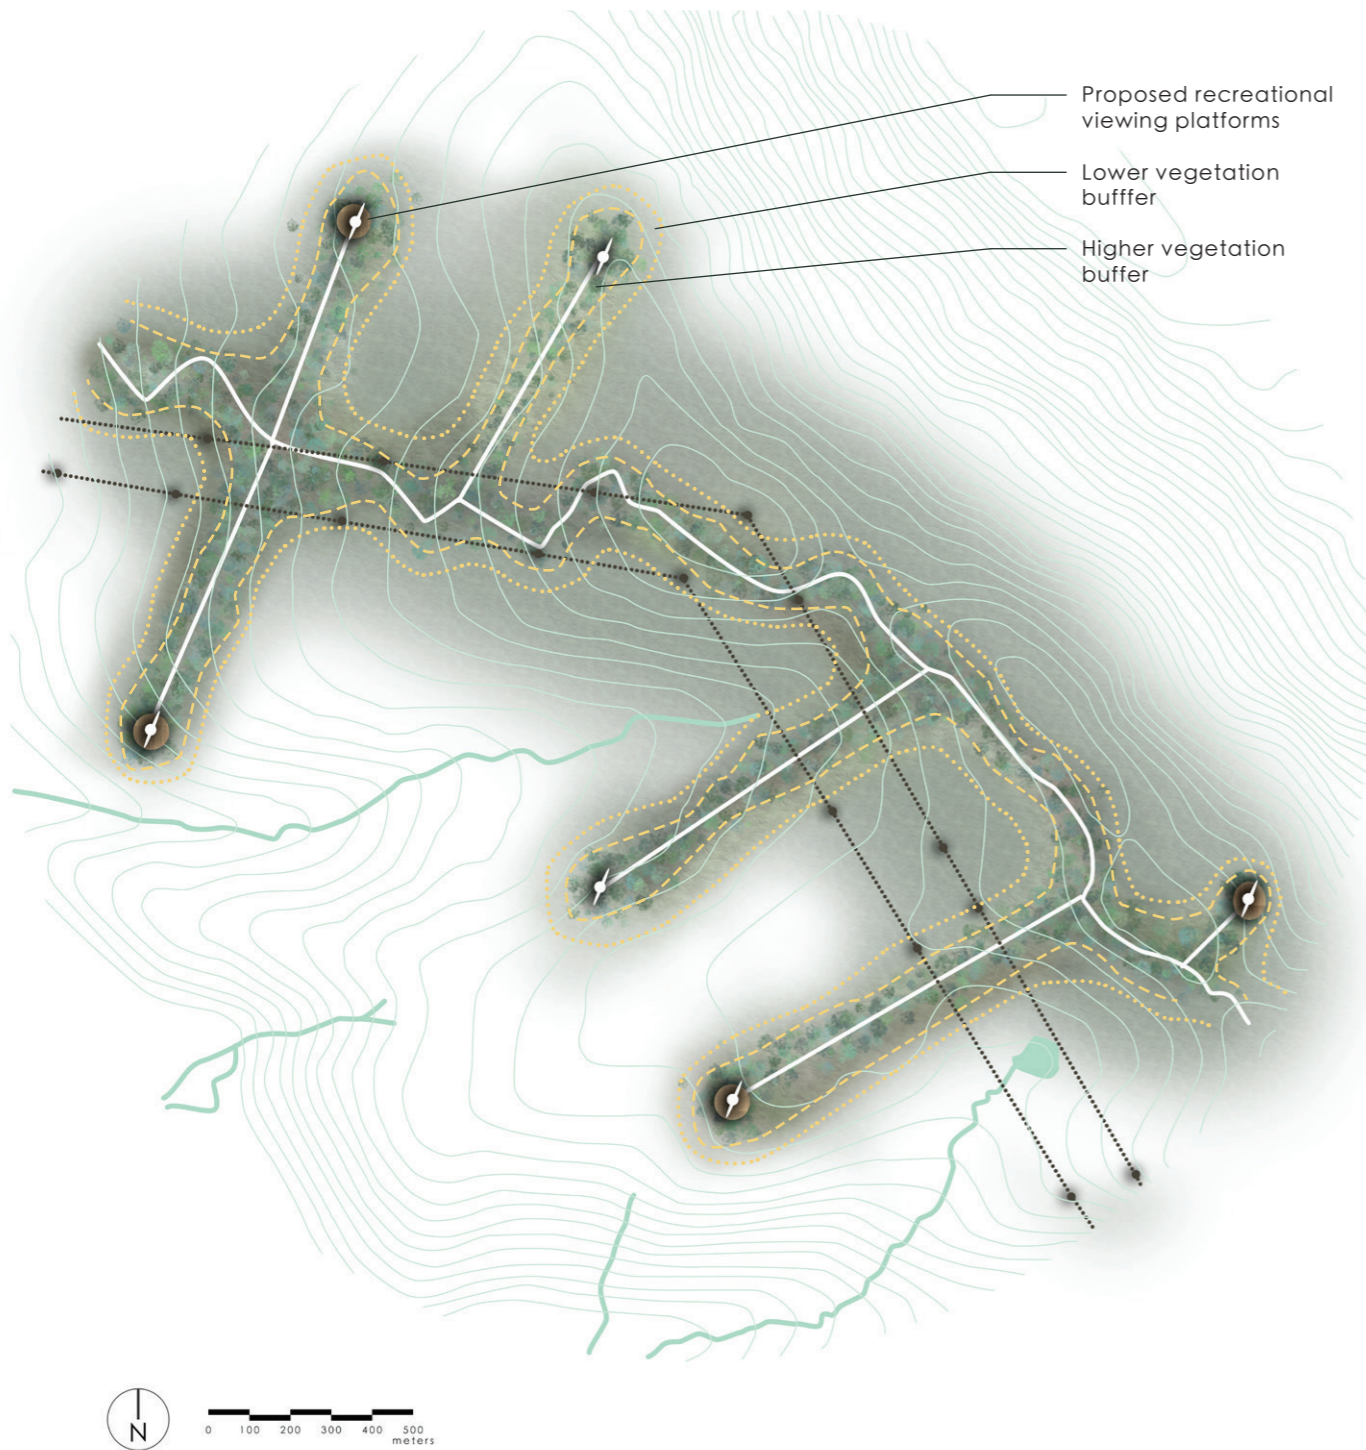 Proposed recreational
viewing platforms
Lower vegetation
bufffer
Higher vegetation
buffer
N
0 100 200 300 400 500
meters